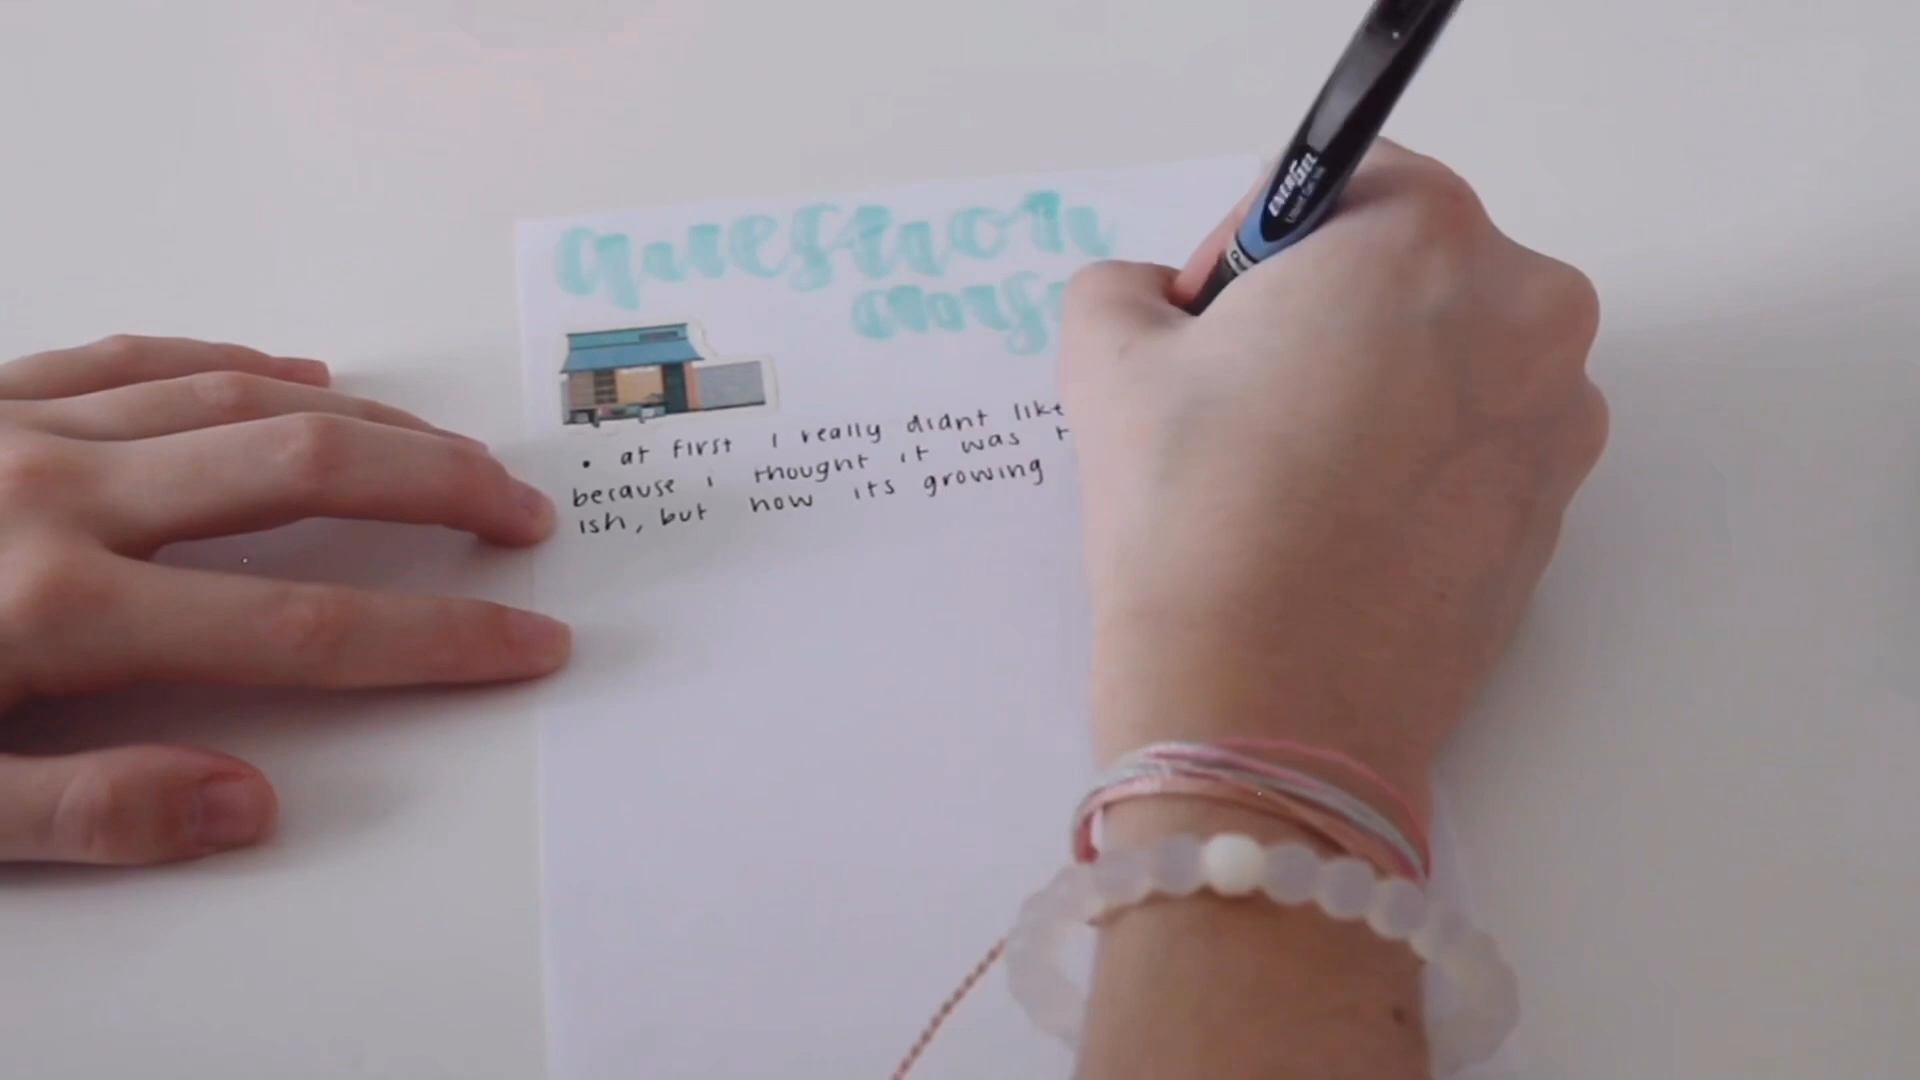 question
• at first i really didnt like
because i thought it was
ish, but now its growing
ENERGEL